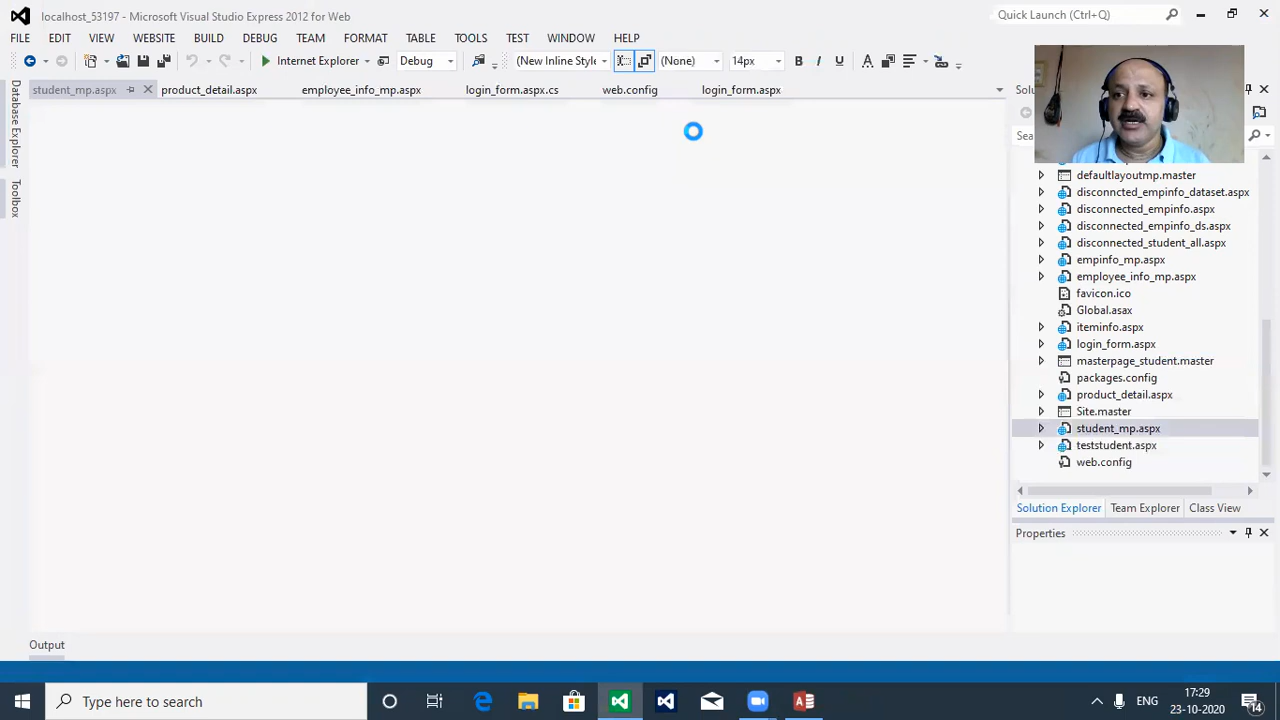 localhost_53197 - Microsoft Visual Studio Express 2012 for Web
Quick Launch (Ctrl+Q)
FILE EDIT VIEW WEBSITE BUILD DEBUG TEAM FORMAT TABLE TOOLS TEST WINDOW HELP
Internet Explorer Debug (New Inline Style (None) 14px B I U A
student_mp.aspx product_detail.aspx employee_info_mp.aspx login_form.aspx.cs web.config login_form.aspx
Database Explorer
Toolbox
defaultlayoutmp.master
disconncted_empinfo_dataset.aspx
disconnected_empinfo.aspx
disconnected_empinfo_ds.aspx
disconnected_student_all.aspx
empinfo_mp.aspx
employee_info_mp.aspx
favicon.ico
Global.asax
iteminfo.aspx
login_form.aspx
masterpage_student.master
packages.config
product_detail.aspx
Site.master
student_mp.aspx
teststudent.aspx
web.config
Solution Explorer Team Explorer Class View
Properties
Output
Type here to search
ENG
17:29
23-10-2020
14